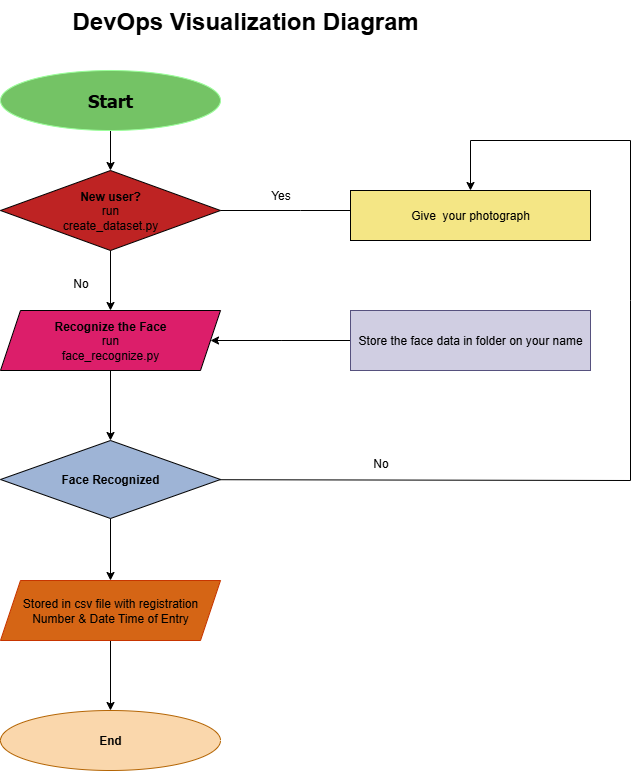 DevOps Visualization Diagram
Start
New user?
run
create_dataset.py
Yes
Give  your photograph
No
Recognize the Face
run
face_recognize.py
Store the face data in folder on your name
Face Recognized
No
Stored in csv file with registration
Number & Date Time of Entry
End